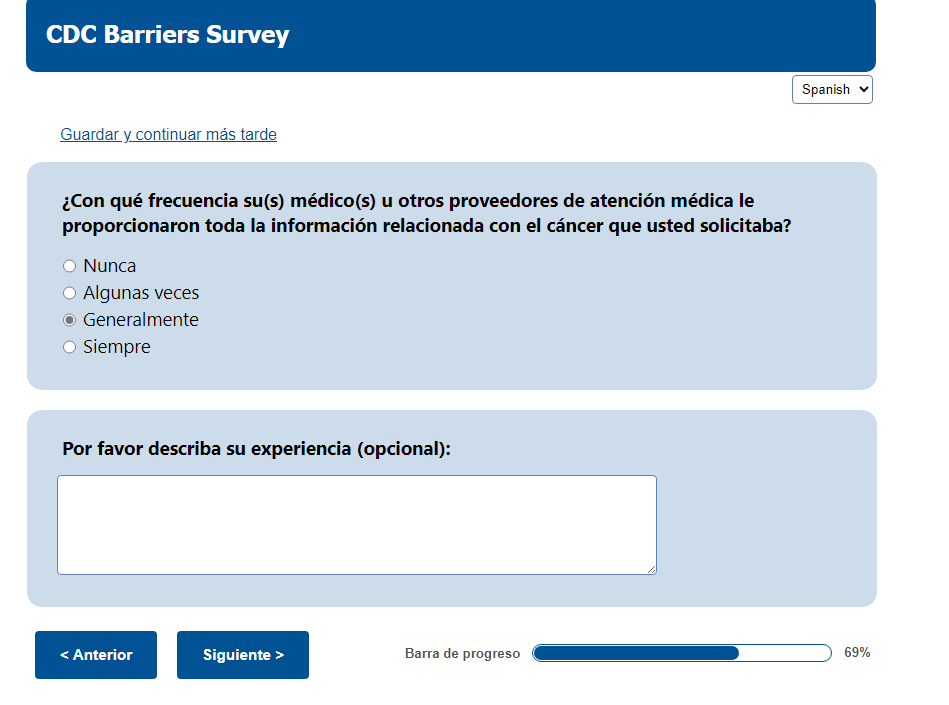 CDC Barriers Survey
Spanish
Guardar y continuar más tarde
¿Con qué frecuencia su(s) médico(s) u otros proveedores de atención médica le
proporcionaron toda la información relacionada con el cáncer que usted solicitaba?
Nunca
Algunas veces
Generalmente
Siempre
Por favor describa su experiencia (opcional):
< Anterior
Siguiente >
Barra de progreso
69%